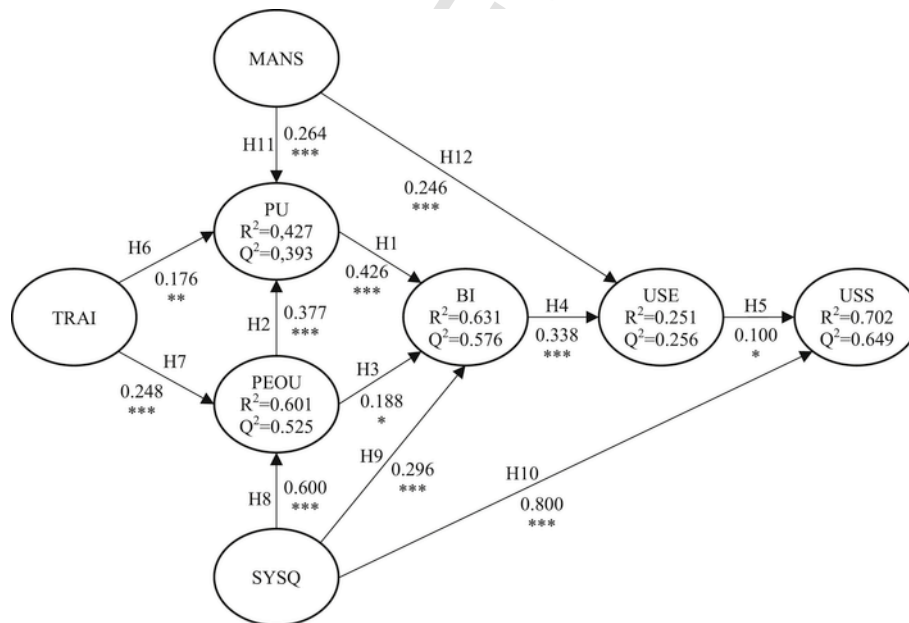 MANS
H11
0.264
***
H12
0.246
***
PU
R²=0,427
Q²=0,393
H6
0.176
**
H1
0.426
***
TRAI
H2
0.377
***
BI
R²=0.631
Q²=0.576
H4
0.338
***
USE
R²=0.251
Q²=0.256
H5
0.100
*
USS
R²=0.702
Q²=0.649
H7
0.248
***
PEOU
R²=0.601
Q²=0.525
H3
0.188
*
H8
0.600
***
H9
0.296
***
H10
0.800
***
SYSQ